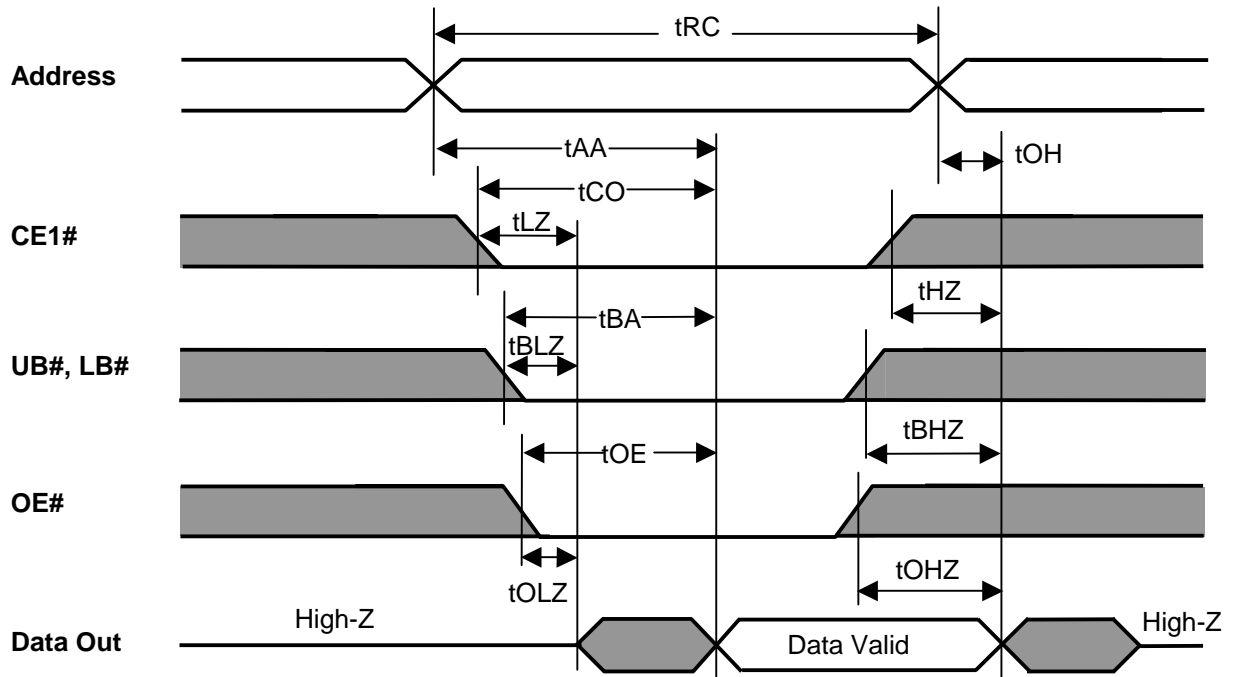 tRC
Address
tAA
tOH
tCO
tLZ
CE1#
tHZ
tBA
tBLZ
UB#, LB#
tBHZ
tOE
OE#
tOHZ
tOLZ
High-Z
High-Z
Data Out
Data Valid